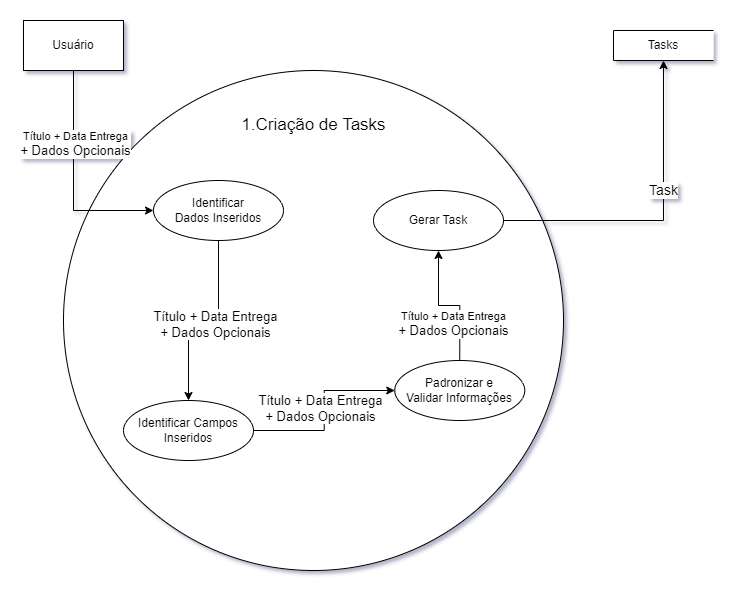 Usuário
Tasks
Título + Data Entrega
+ Dados Opcionais
1.Criação de Tasks
Identificar
Dados Inseridos
Gerar Task
Task
Título + Data Entrega
+ Dados Opcionais
Título + Data Entrega
+ Dados Opcionais
Padronizar e
Validar Informações
Título + Data Entrega
+ Dados Opcionais
Identificar Campos
Inseridos